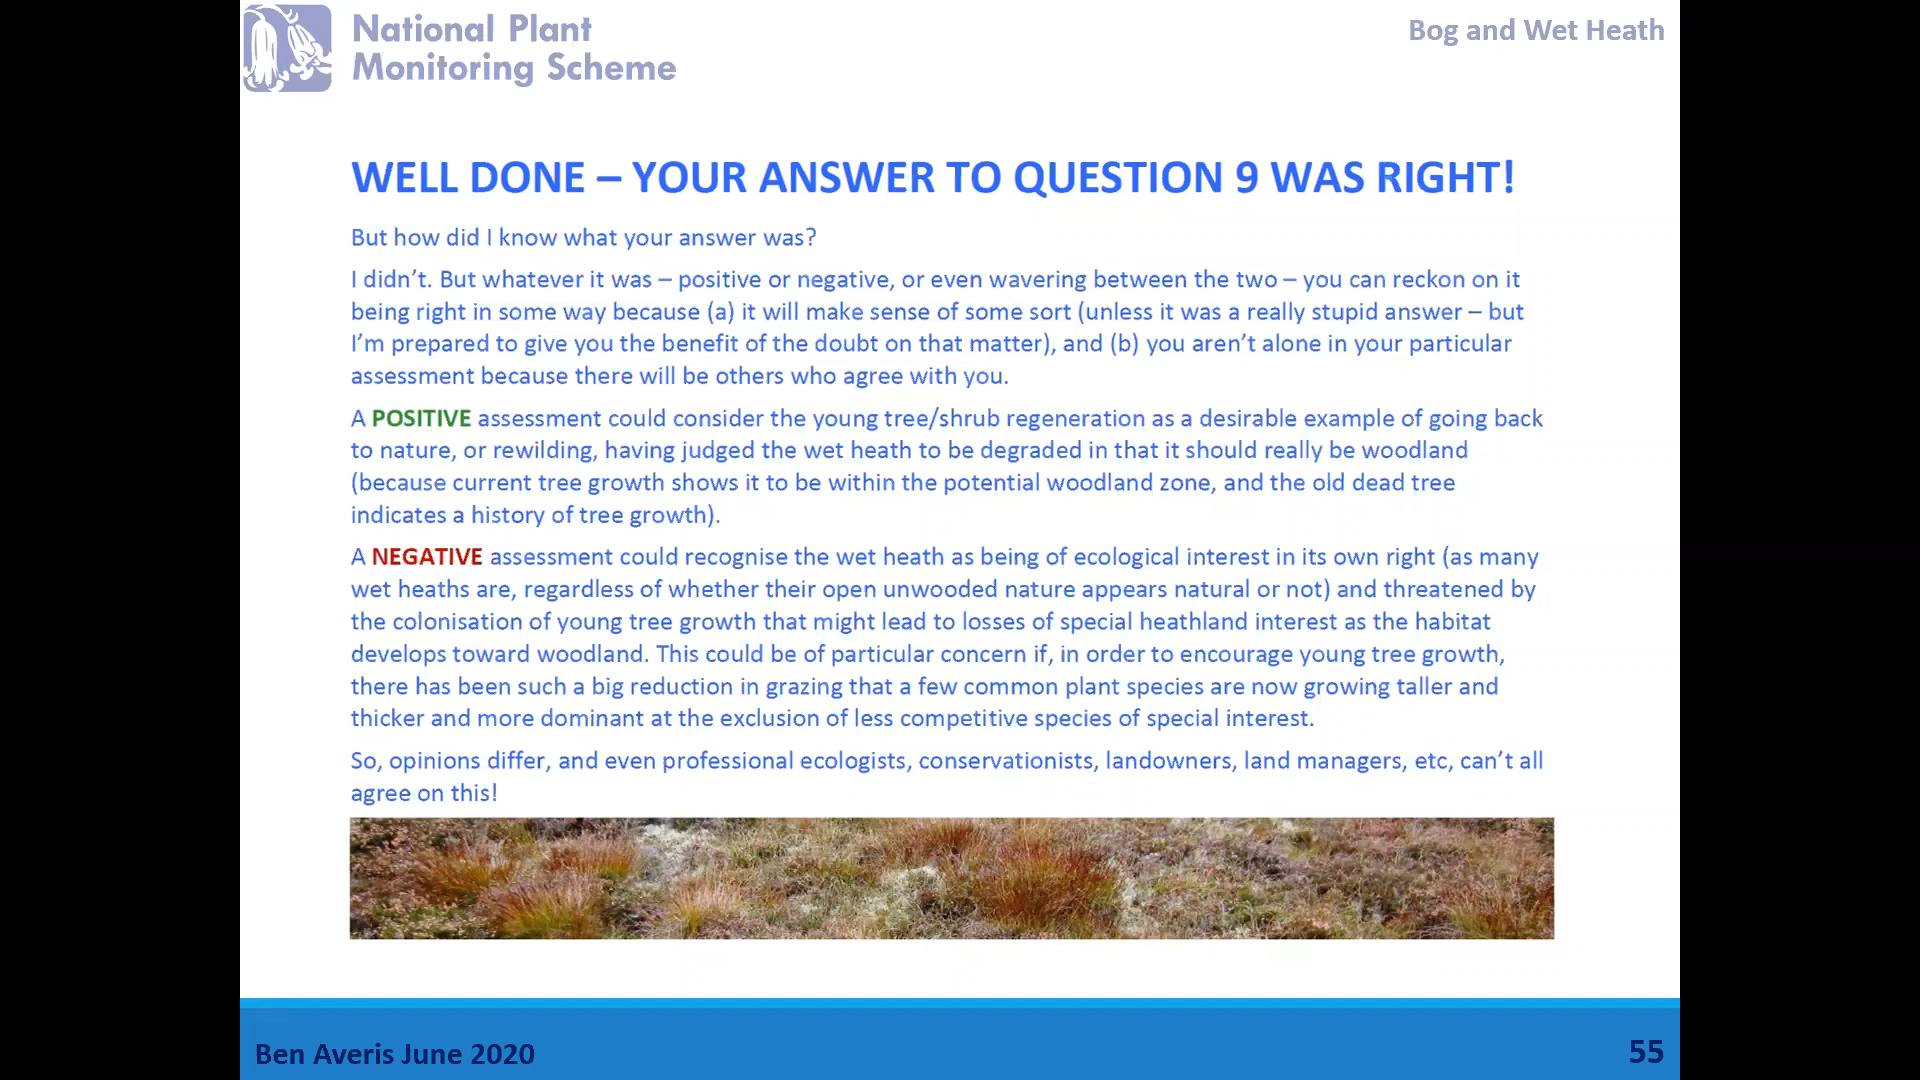 National Plant
Monitoring Scheme
Bog and Wet Heath
WELL DONE – YOUR ANSWER TO QUESTION 9 WAS RIGHT!
But how did I know what your answer was?
I didn't. But whatever it was – positive or negative, or even wavering between the two – you can reckon on it
being right in some way because (a) it will make sense of some sort (unless it was a really stupid answer – but
I'm prepared to give you the benefit of the doubt on that matter), and (b) you aren't alone in your particular
assessment because there will be others who agree with you.
A POSITIVE assessment could consider the young tree/shrub regeneration as a desirable example of going back
to nature, or rewilding, having judged the wet heath to be degraded in that it should really be woodland
(because current tree growth shows it to be within the potential woodland zone, and the old dead tree
indicates a history of tree growth).
A NEGATIVE assessment could recognise the wet heath as being of ecological interest in its own right (as many
wet heaths are, regardless of whether their open unwooded nature appears natural or not) and threatened by
the colonisation of young tree growth that might lead to losses of special heathland interest as the habitat
develops toward woodland. This could be of particular concern if, in order to encourage young tree growth,
there has been such a big reduction in grazing that a few common plant species are now growing taller and
thicker and more dominant at the exclusion of less competitive species of special interest.
So, opinions differ, and even professional ecologists, conservationists, landowners, land managers, etc, can't all
agree on this!
Ben Averis June 2020
55